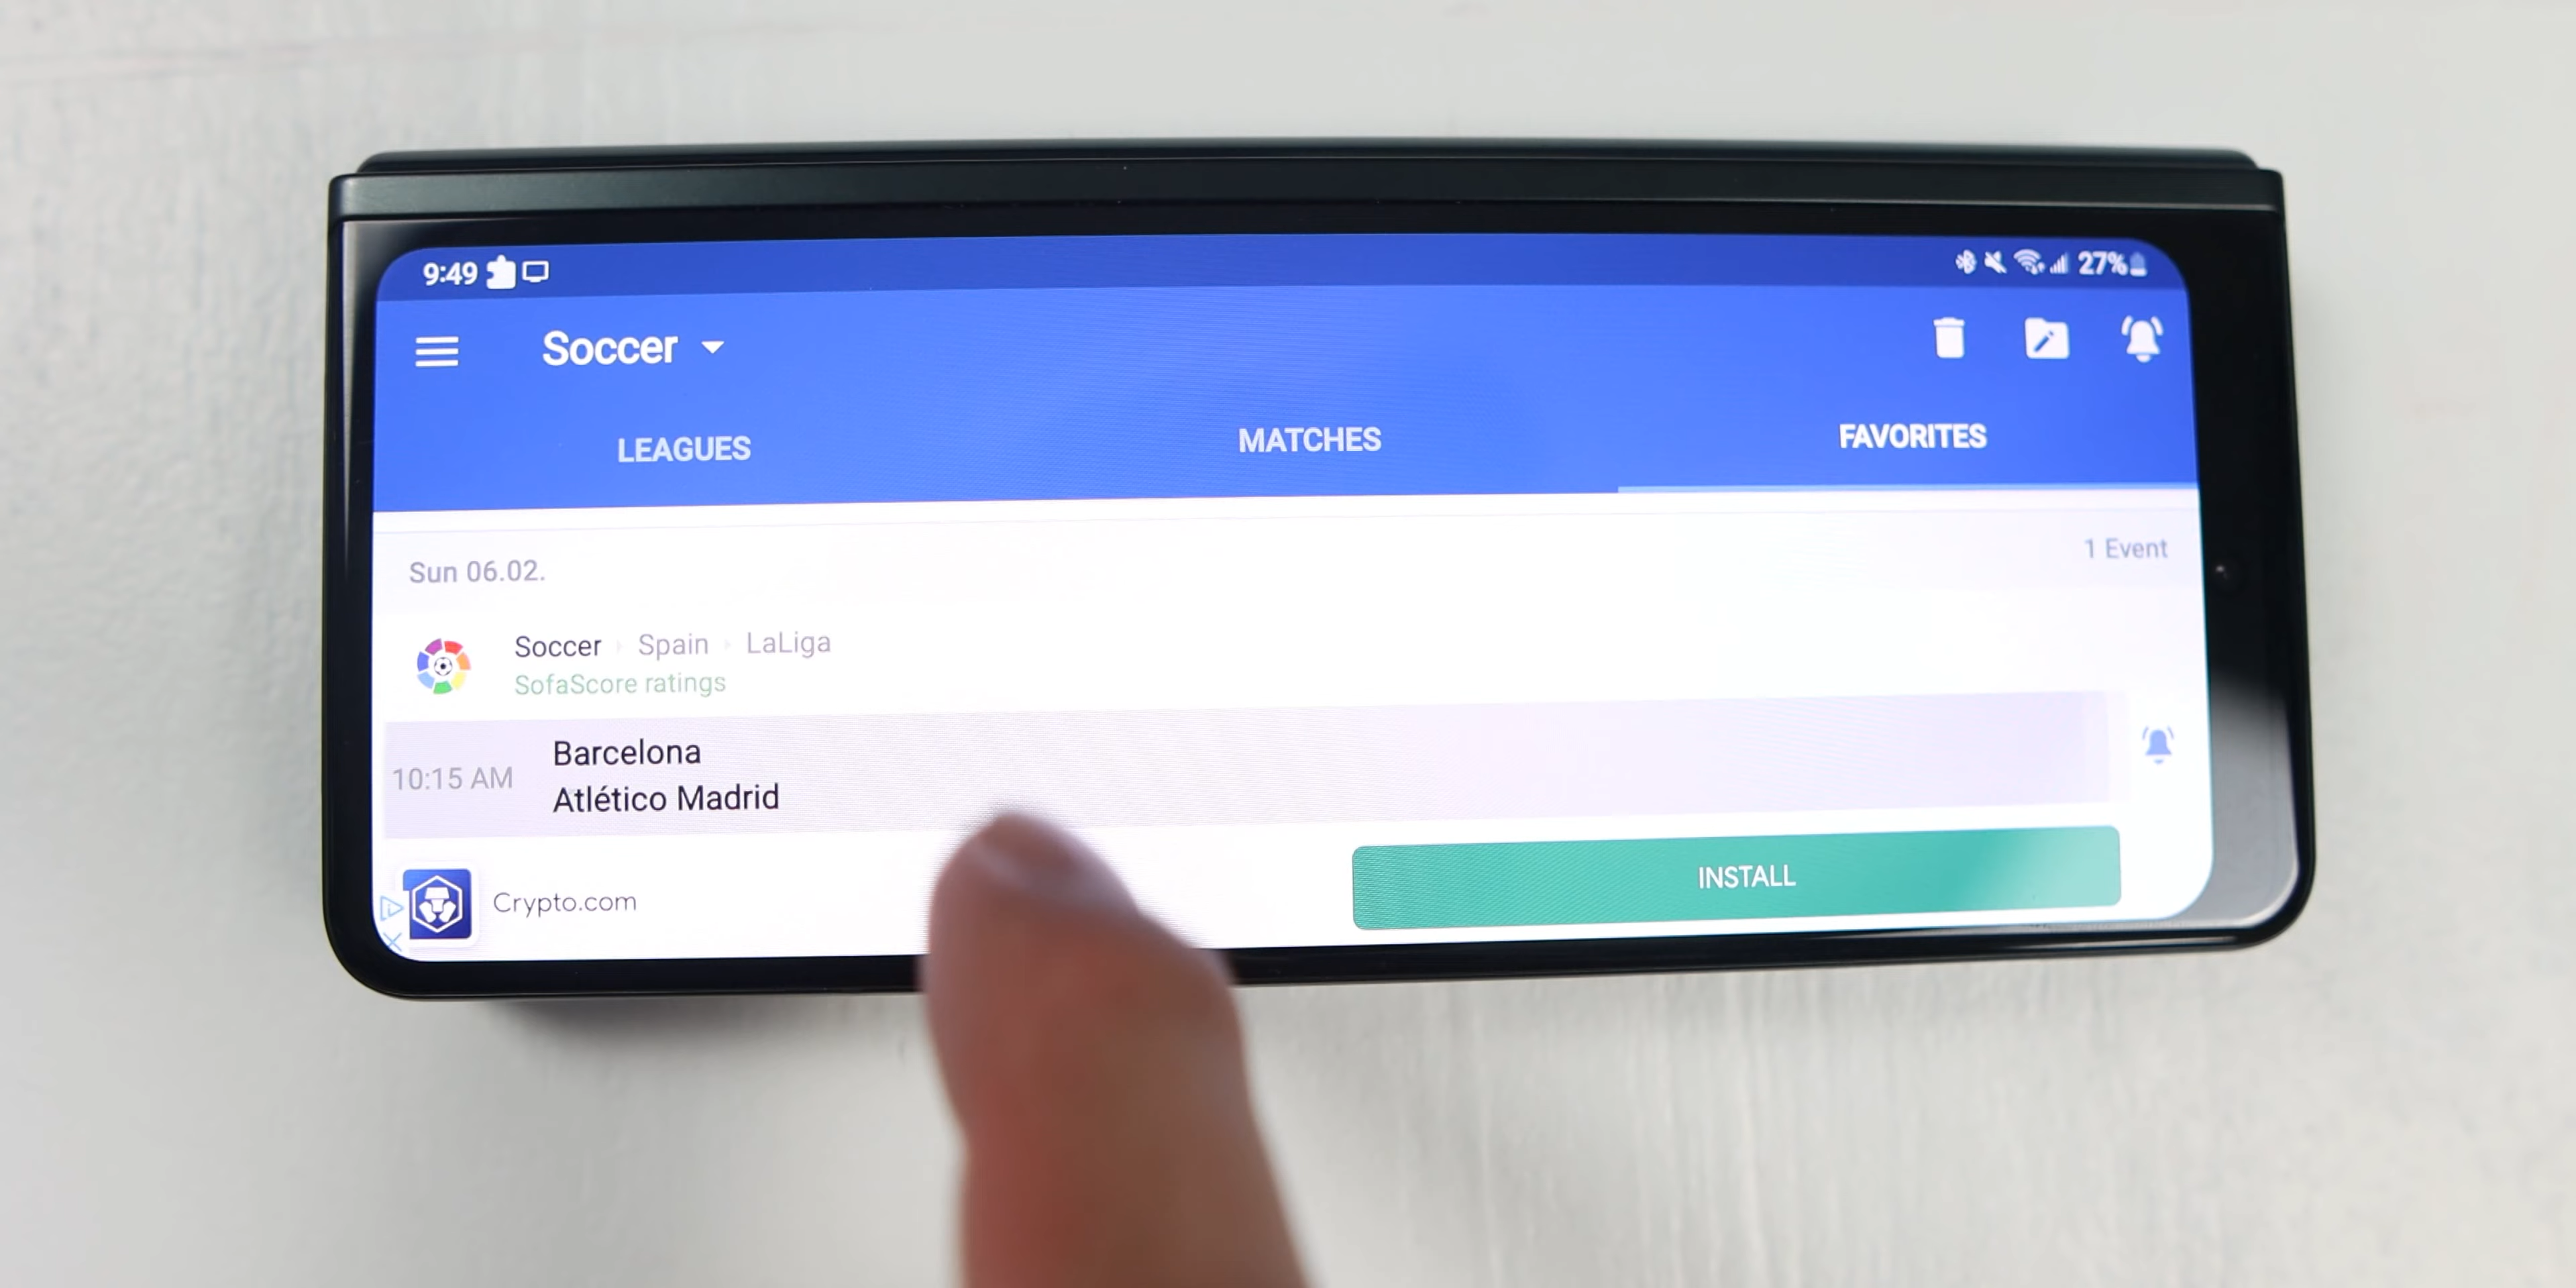 9:49
27%
Soccer
LEAGUES
MATCHES
FAVORITES
Sun 06.02.
1 Event
Soccer Spain LaLiga
SofaScore ratings
10:15 AM
Barcelona
Atlético Madrid
Crypto.com
INSTALL